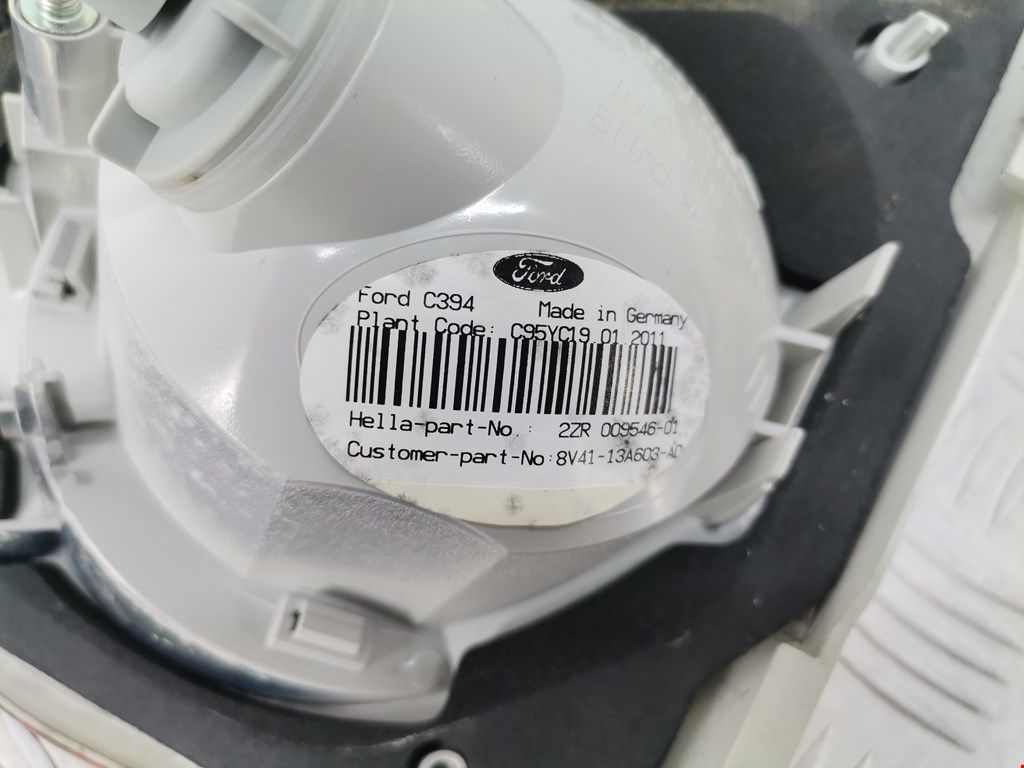 Ford
Ford C394 Made in Germany
Plant Code: C95YC19.01.2011
Hella-part-No.: 2ZR 009546-01
Customer-part-No: 8V41-13A603-AD